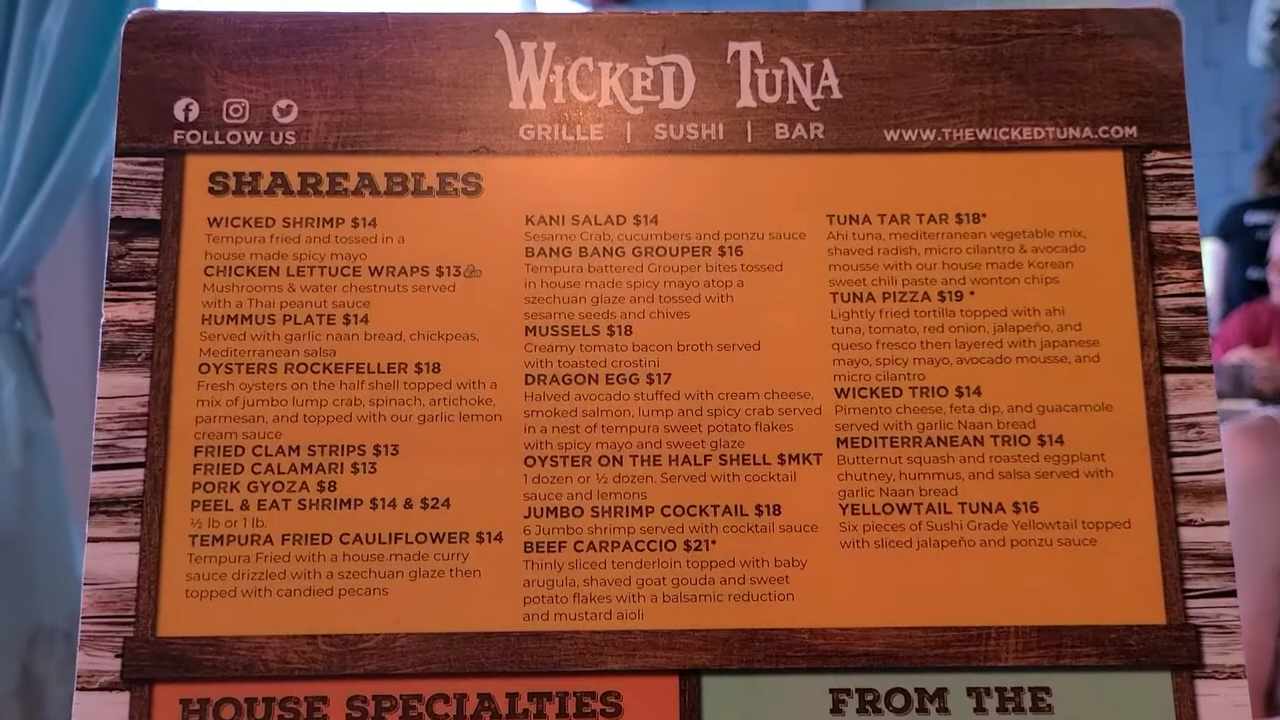 WICKED TUNA
GRILLE | SUSHI | BAR
FOLLOW US
WWW.THEWICKEDTUNA.COM
SHAREABLES
WICKED SHRIMP $14
Tempura fried and tossed in a
house made spicy mayo
CHICKEN LETTUCE WRAPS $13
Mushrooms & water chestnuts served
with a Thai peanut sauce
HUMMUS PLATE $14
Served with garlic naan bread, chickpeas,
Mediterranean salsa
OYSTERS ROCKEFELLER $18
Fresh oysters on the half shell topped with a
mix of jumbo lump crab, spinach, artichoke,
parmesan, and topped with our garlic lemon
cream sauce
FRIED CLAM STRIPS $13
FRIED CALAMARI $13
PORK GYOZA $8
PEEL & EAT SHRIMP $14 & $24
½ lb or 1 lb.
TEMPURA FRIED CAULIFLOWER $14
Tempura Fried with a house made curry
sauce drizzled with a szechuan glaze then
topped with candied pecans
KANI SALAD $14
Sesame Crab, cucumbers and ponzu sauce
BANG BANG GROUPER $16
Tempura battered Grouper bites tossed
in house made spicy mayo atop a
szechuan glaze and tossed with
sesame seeds and chives
MUSSELS $18
Creamy tomato bacon broth served
with toasted crostini
DRAGON EGG $17
Halved avocado stuffed with cream cheese,
smoked salmon, lump and spicy crab served
in a nest of tempura sweet potato flakes
with spicy mayo and sweet glaze
OYSTER ON THE HALF SHELL $MKT
1 dozen or ½ dozen. Served with cocktail
sauce and lemons
JUMBO SHRIMP COCKTAIL $18
6 Jumbo shrimp served with cocktail sauce
BEEF CARPACCIO $21*
Thinly sliced tenderloin topped with baby
arugula, shaved goat gouda and sweet
potato flakes with a balsamic reduction
and mustard aioli
TUNA TAR TAR $18*
Ahi tuna, mediterranean vegetable mix,
shaved radish, micro cilantro & avocado
mousse with our house made Korean
sweet chili paste and wonton chips
TUNA PIZZA $19 *
Lightly fried tortilla topped with ahi
tuna, tomato, red onion, jalapeño, and
queso fresco then layered with japanese
mayo, spicy mayo, avocado mousse, and
micro cilantro
WICKED TRIO $14
Pimento cheese, feta dip, and guacamole
served with garlic Naan bread
MEDITERRANEAN TRIO $14
Butternut squash and roasted eggplant
chutney, hummus, and salsa served with
garlic Naan bread
YELLOWTAIL TUNA $16
Six pieces of Sushi Grade Yellowtail topped
with sliced jalapeño and ponzu sauce
HOUSE SPECIALTIES
FROM THE